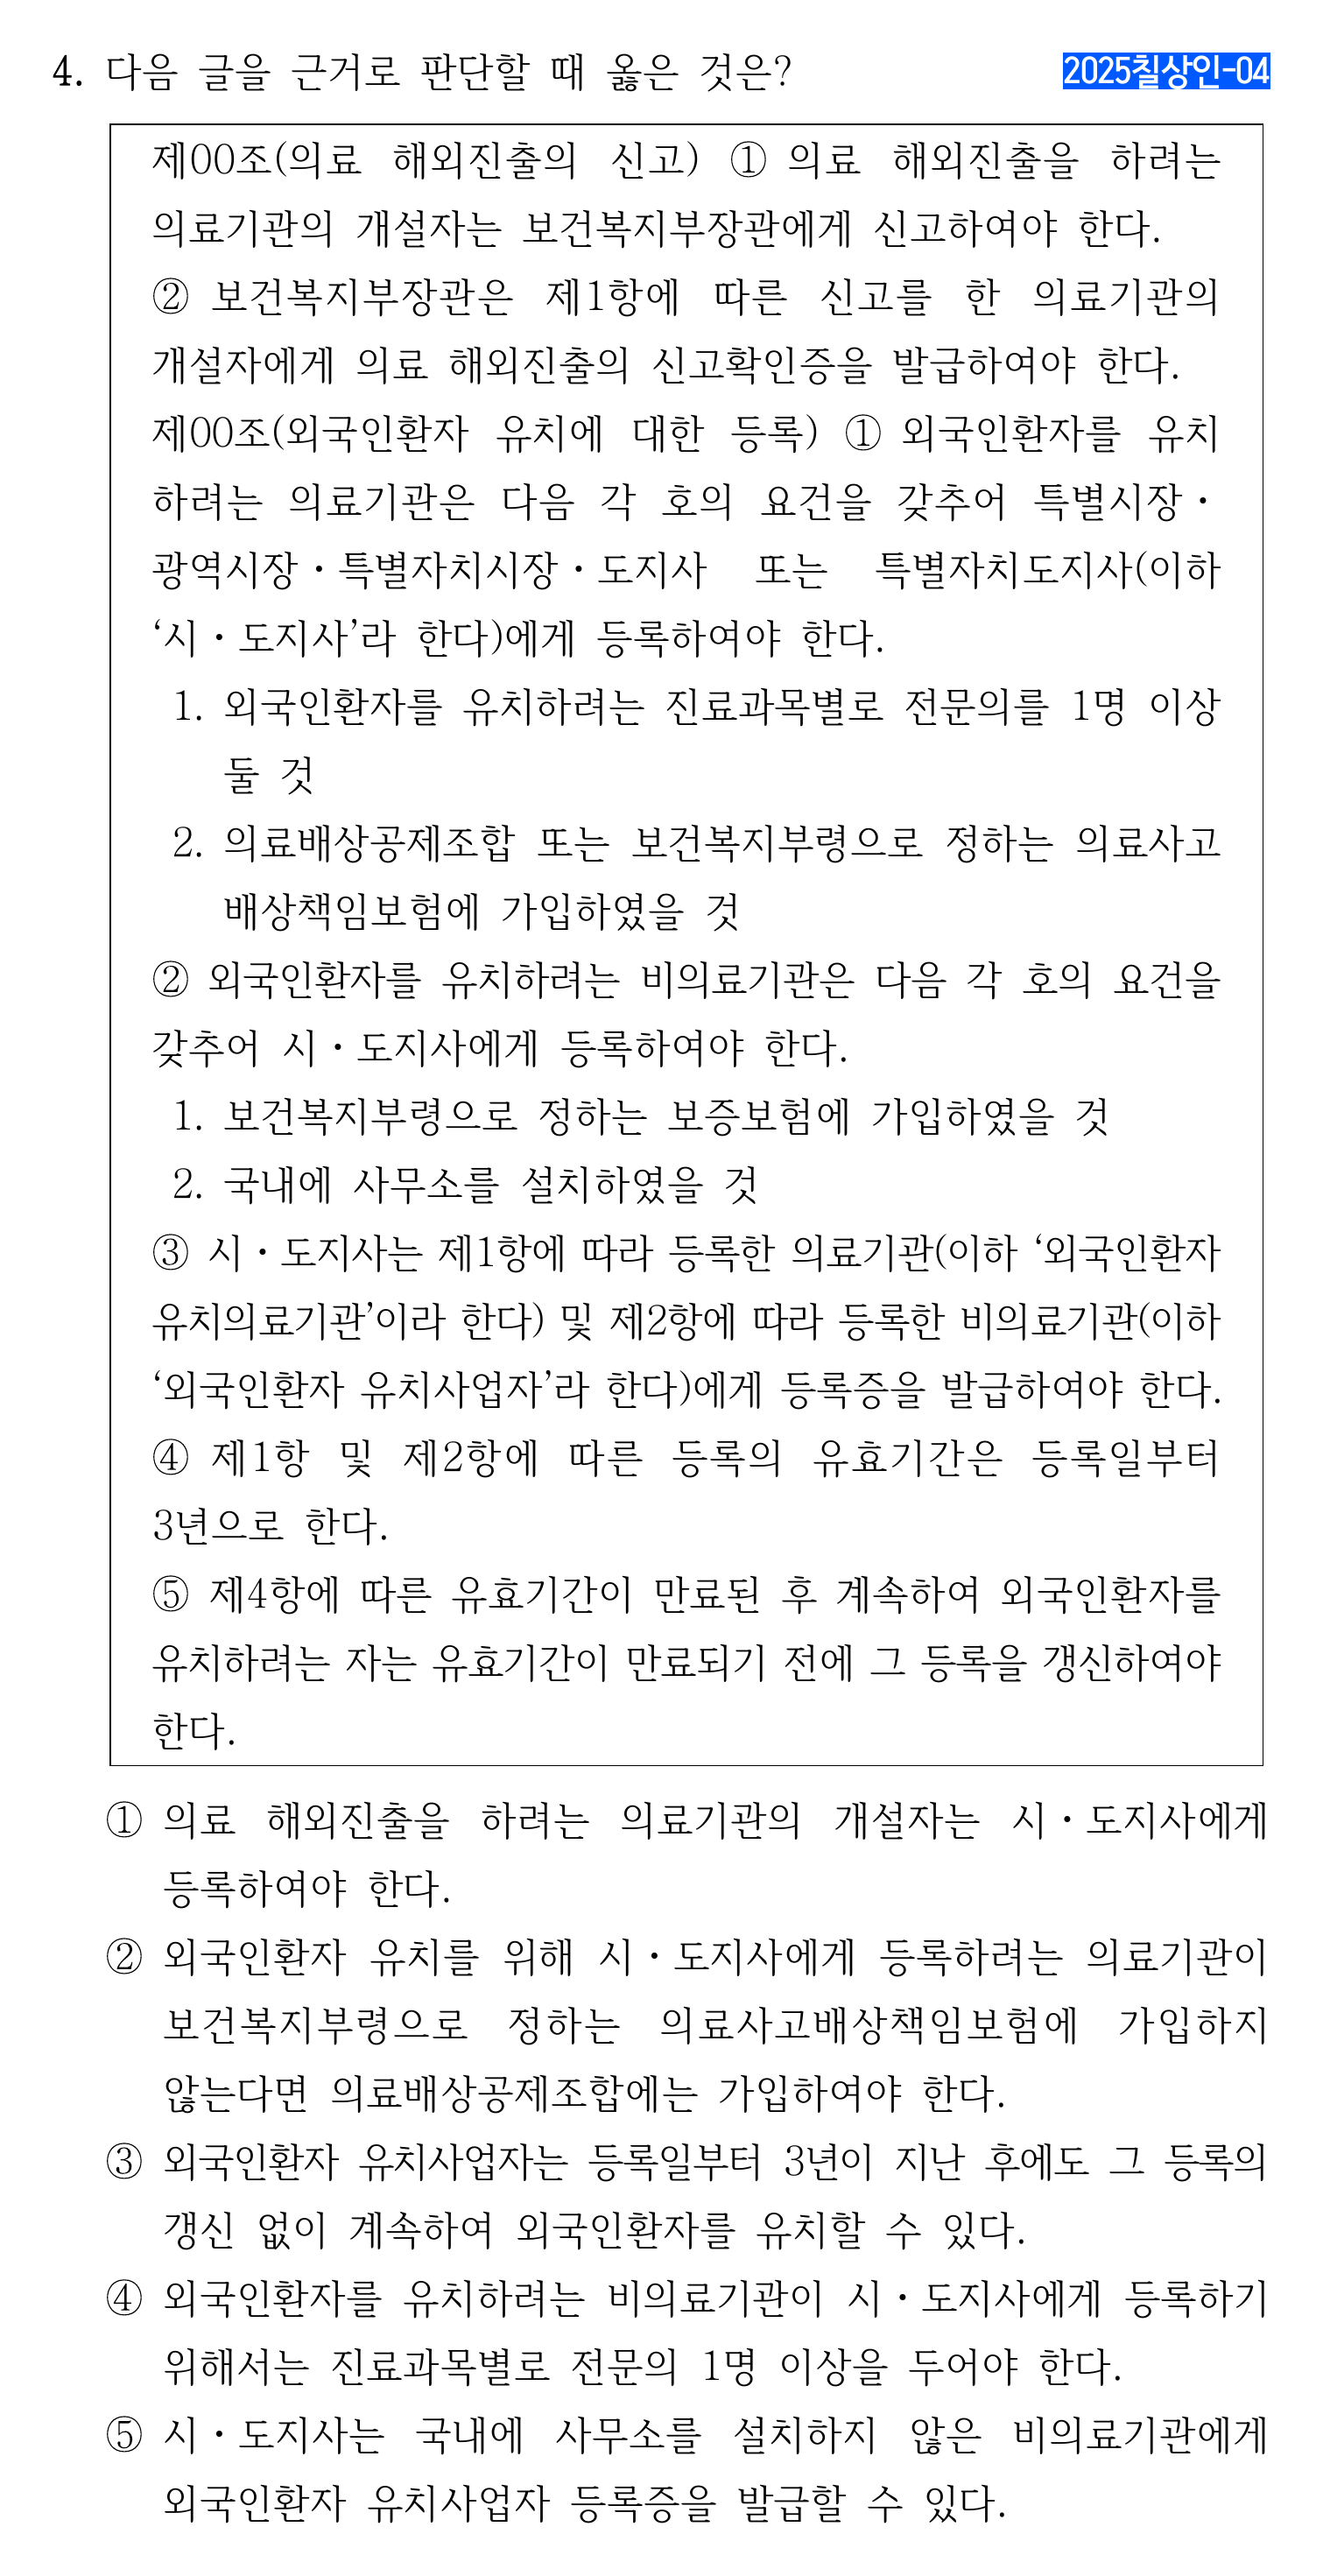 4. 다음 글을 근거로 판단할 때 옳은 것은?
2025칠상인-04
제00조(의료 해외진출의 신고) ① 의료 해외진출을 하려는
의료기관의 개설자는 보건복지부장관에게 신고하여야 한다.
② 보건복지부장관은 제1항에 따른 신고를 한 의료기관의
개설자에게 의료 해외진출의 신고확인증을 발급하여야 한다.
제00조(외국인환자 유치에 대한 등록) ① 외국인환자를 유치
하려는 의료기관은 다음 각 호의 요건을 갖추어 특별시장·
광역시장·특별자치시장·도지사 또는 특별자치도지사(이하
‘시·도지사’라 한다)에게 등록하여야 한다.
1. 외국인환자를 유치하려는 진료과목별로 전문의를 1명 이상
둘 것
2. 의료배상공제조합 또는 보건복지부령으로 정하는 의료사고
배상책임보험에 가입하였을 것
② 외국인환자를 유치하려는 비의료기관은 다음 각 호의 요건을
갖추어 시·도지사에게 등록하여야 한다.
1. 보건복지부령으로 정하는 보증보험에 가입하였을 것
2. 국내에 사무소를 설치하였을 것
③ 시·도지사는 제1항에 따라 등록한 의료기관(이하 ‘외국인환자
유치의료기관’이라 한다) 및 제2항에 따라 등록한 비의료기관(이하
‘외국인환자 유치사업자’라 한다)에게 등록증을 발급하여야 한다.
④ 제1항 및 제2항에 따른 등록의 유효기간은 등록일부터
3년으로 한다.
⑤ 제4항에 따른 유효기간이 만료된 후 계속하여 외국인환자를
유치하려는 자는 유효기간이 만료되기 전에 그 등록을 갱신하여야
한다.
① 의료 해외진출을 하려는 의료기관의 개설자는 시·도지사에게
등록하여야 한다.
② 외국인환자 유치를 위해 시·도지사에게 등록하려는 의료기관이
보건복지부령으로 정하는 의료사고배상책임보험에 가입하지
않는다면 의료배상공제조합에는 가입하여야 한다.
③ 외국인환자 유치사업자는 등록일부터 3년이 지난 후에도 그 등록의
갱신 없이 계속하여 외국인환자를 유치할 수 있다.
④ 외국인환자를 유치하려는 비의료기관이 시·도지사에게 등록하기
위해서는 진료과목별로 전문의 1명 이상을 두어야 한다.
⑤ 시·도지사는 국내에 사무소를 설치하지 않은 비의료기관에게
외국인환자 유치사업자 등록증을 발급할 수 있다.